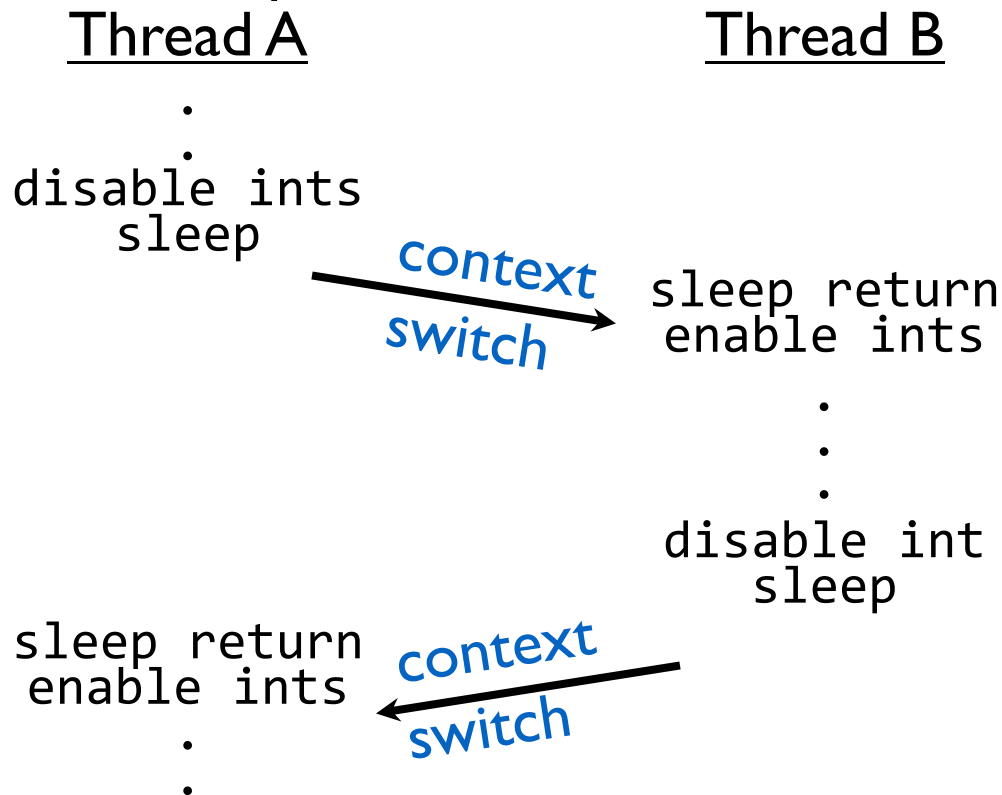 Thread A
Thread B
.
.
disable ints
sleep
context
switch
sleep return
enable ints
.
.
.
disable int
sleep
context
switch
sleep return
enable ints
.
.